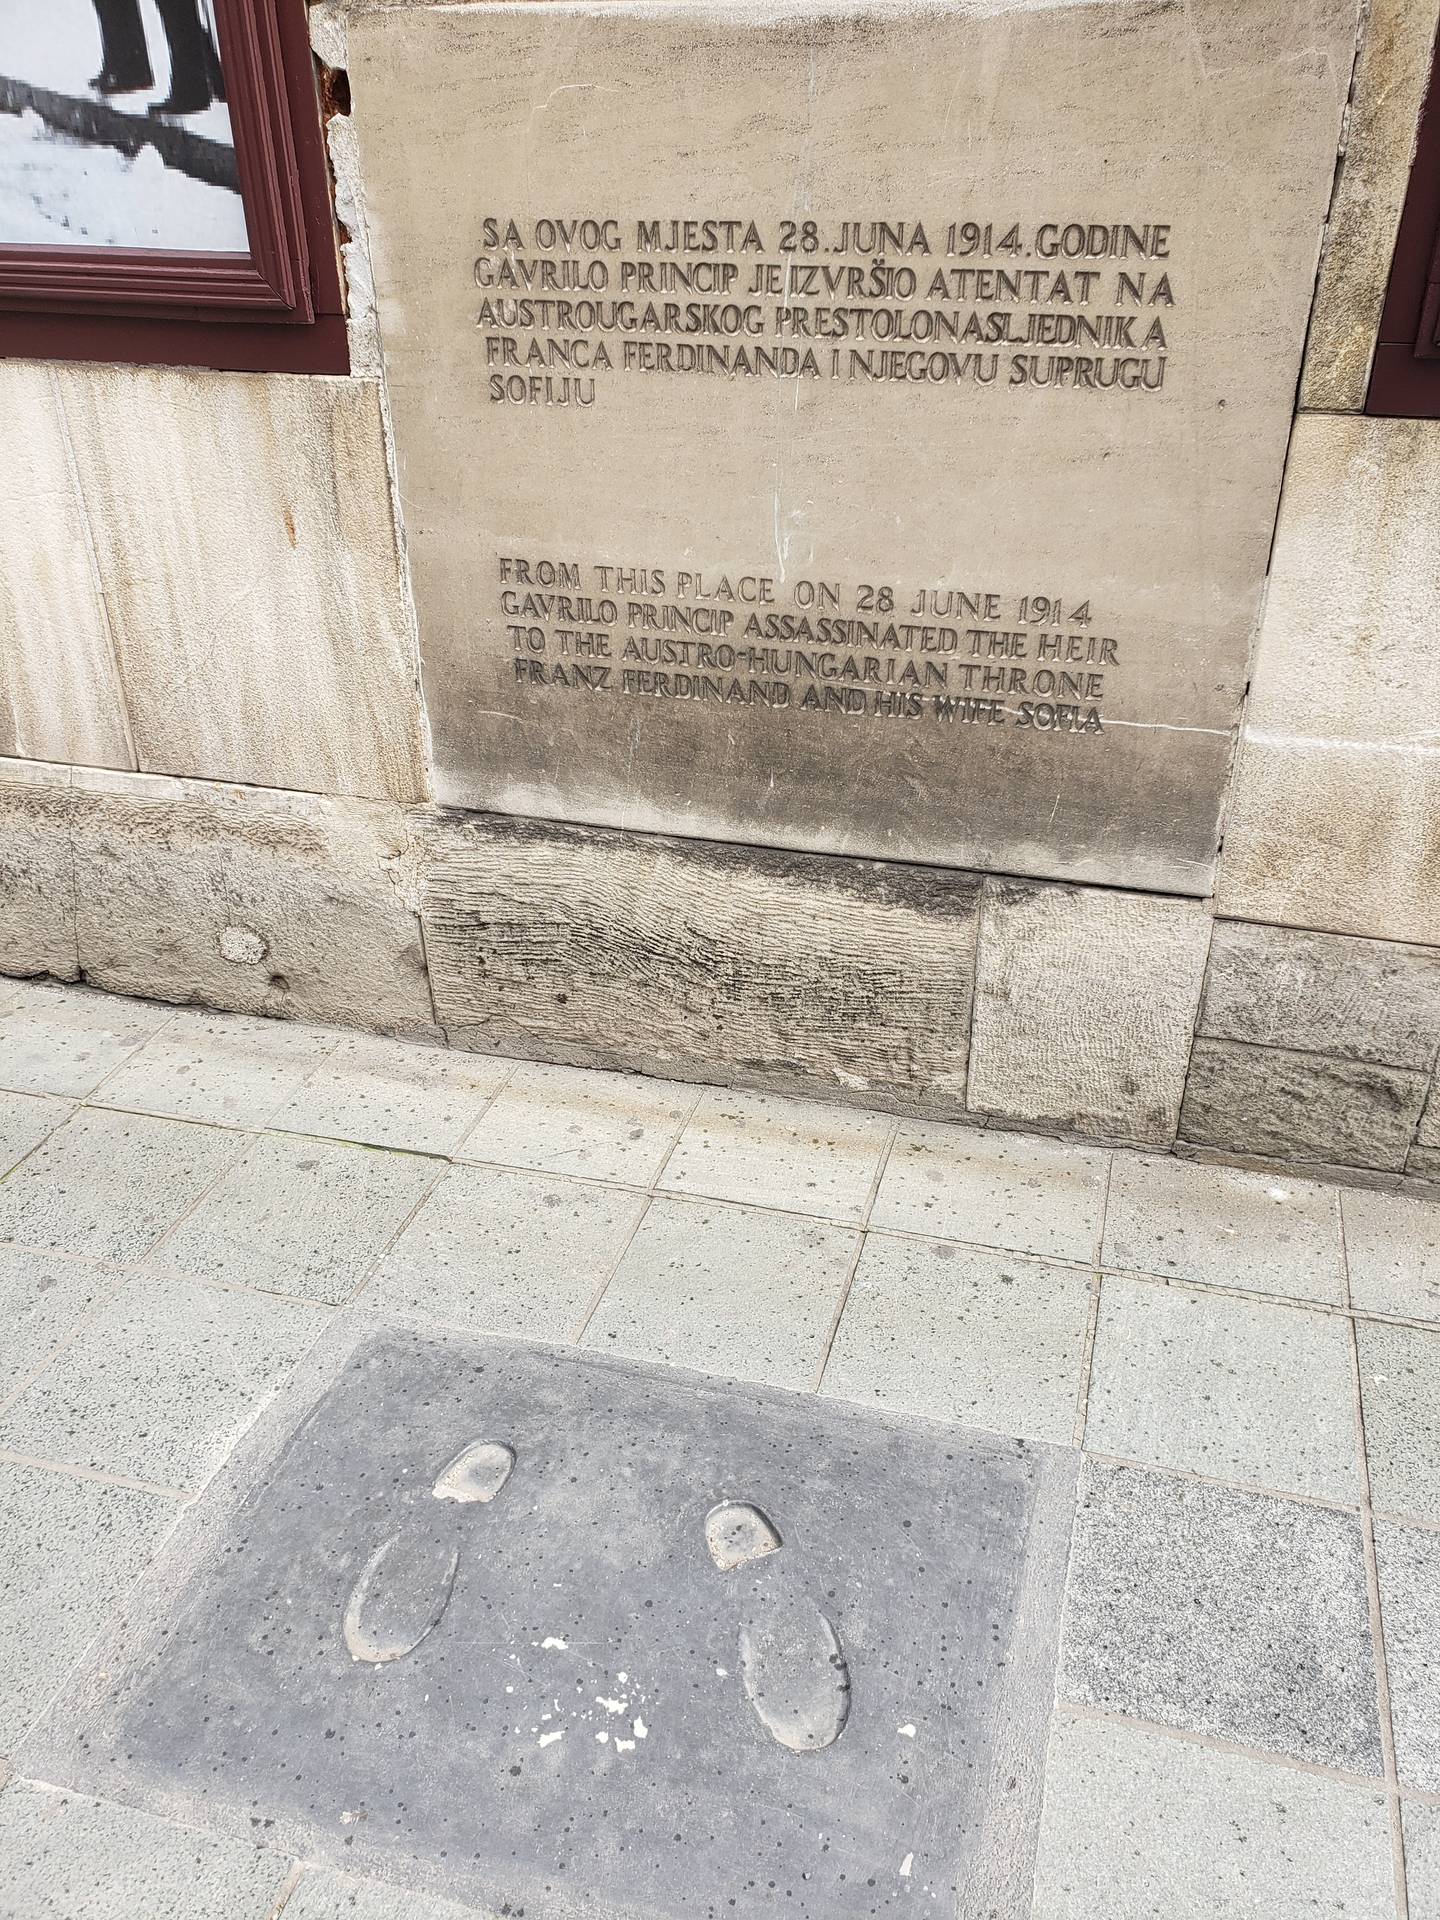 SA OVOG MJESTA 28. JUNA 1914. GODINE
GAVRILO PRINCIP JE IZVRŠIO ATENTAT NA
AUSTROUGARSKOG PRESTOLONASLJEDNIKA
FRANCA FERDINANDA I NJEGOVU SUPRUGU
SOFIJU
FROM THIS PLACE ON 28 JUNE 1914
GAVRILO PRINCIP ASSASSINATED THE HEIR
TO THE AUSTRO-HUNGARIAN THRONE
FRANZ FERDINAND AND HIS WIFE SOFIA